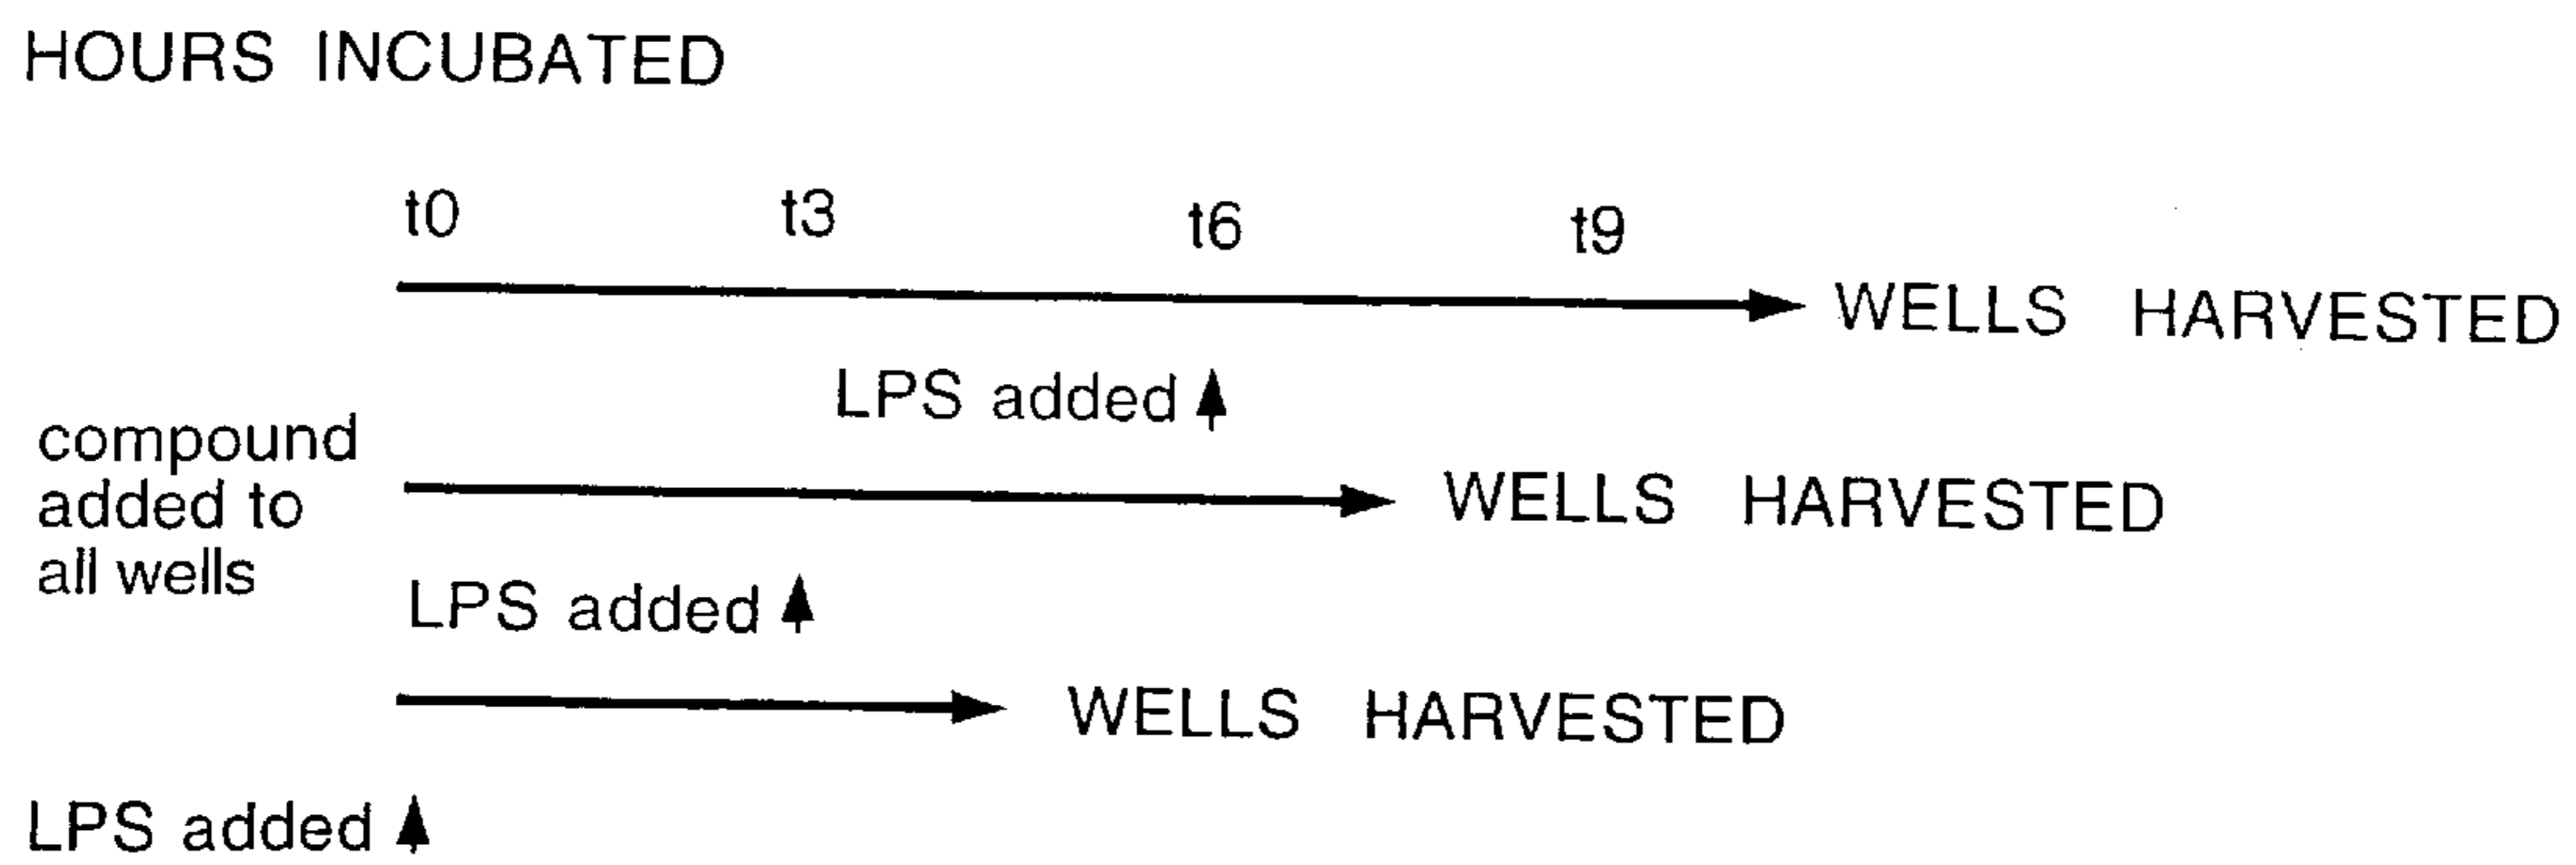 HOURS INCUBATED
t0 t3 t6 t9
WELLS HARVESTED
LPS added
compound
added to
all wells
WELLS HARVESTED
LPS added
WELLS HARVESTED
LPS added